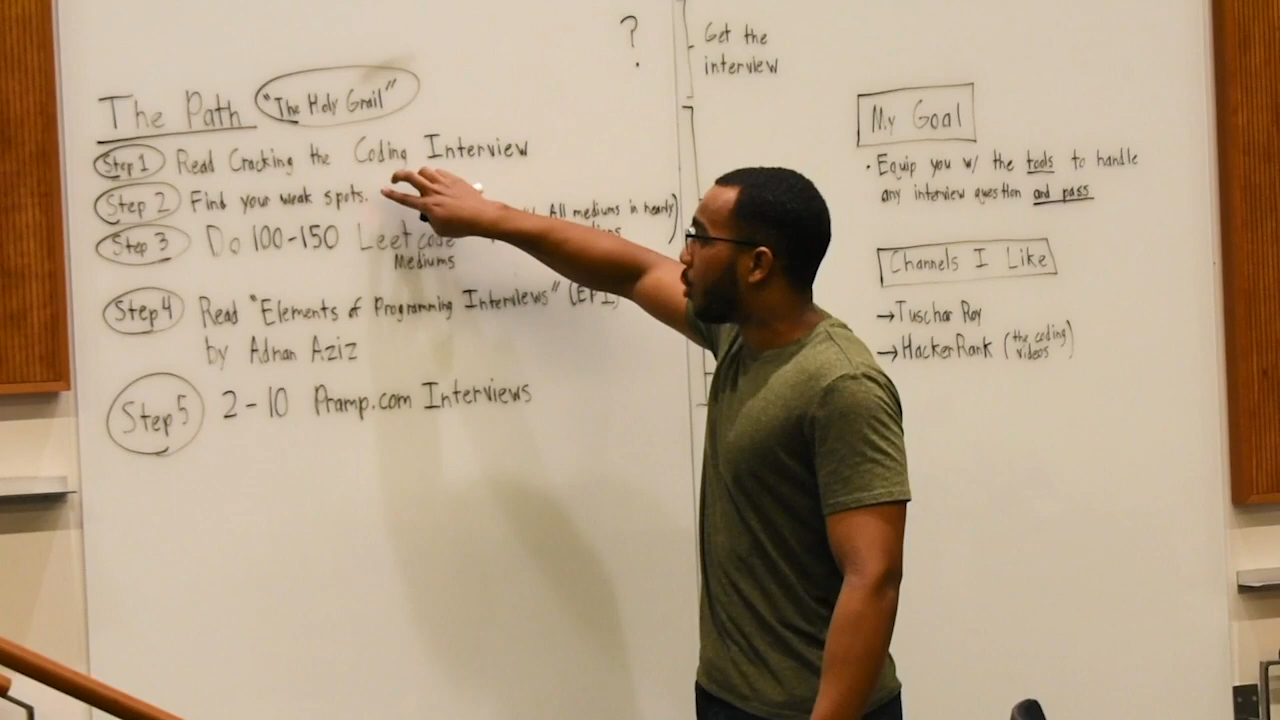 ?
Get the
interview
The Path "The Holy Grail"
Step 1 Read Cracking the Coding Interview
Step 2 Find your weak spots.
Step 3 Do 100-150 Leetcode
Mediums
All mediums in nearly)
Step 4 Read "Elements of Programming Interviews" (EPI)
by Adnan Aziz
Step 5 2-10 Pramp.com Interviews
My Goal
• Equip you w/ the tools to handle
any interview question and pass
Channels I Like
→ Tuschar Roy
→ HackerRank (the coding
videos)